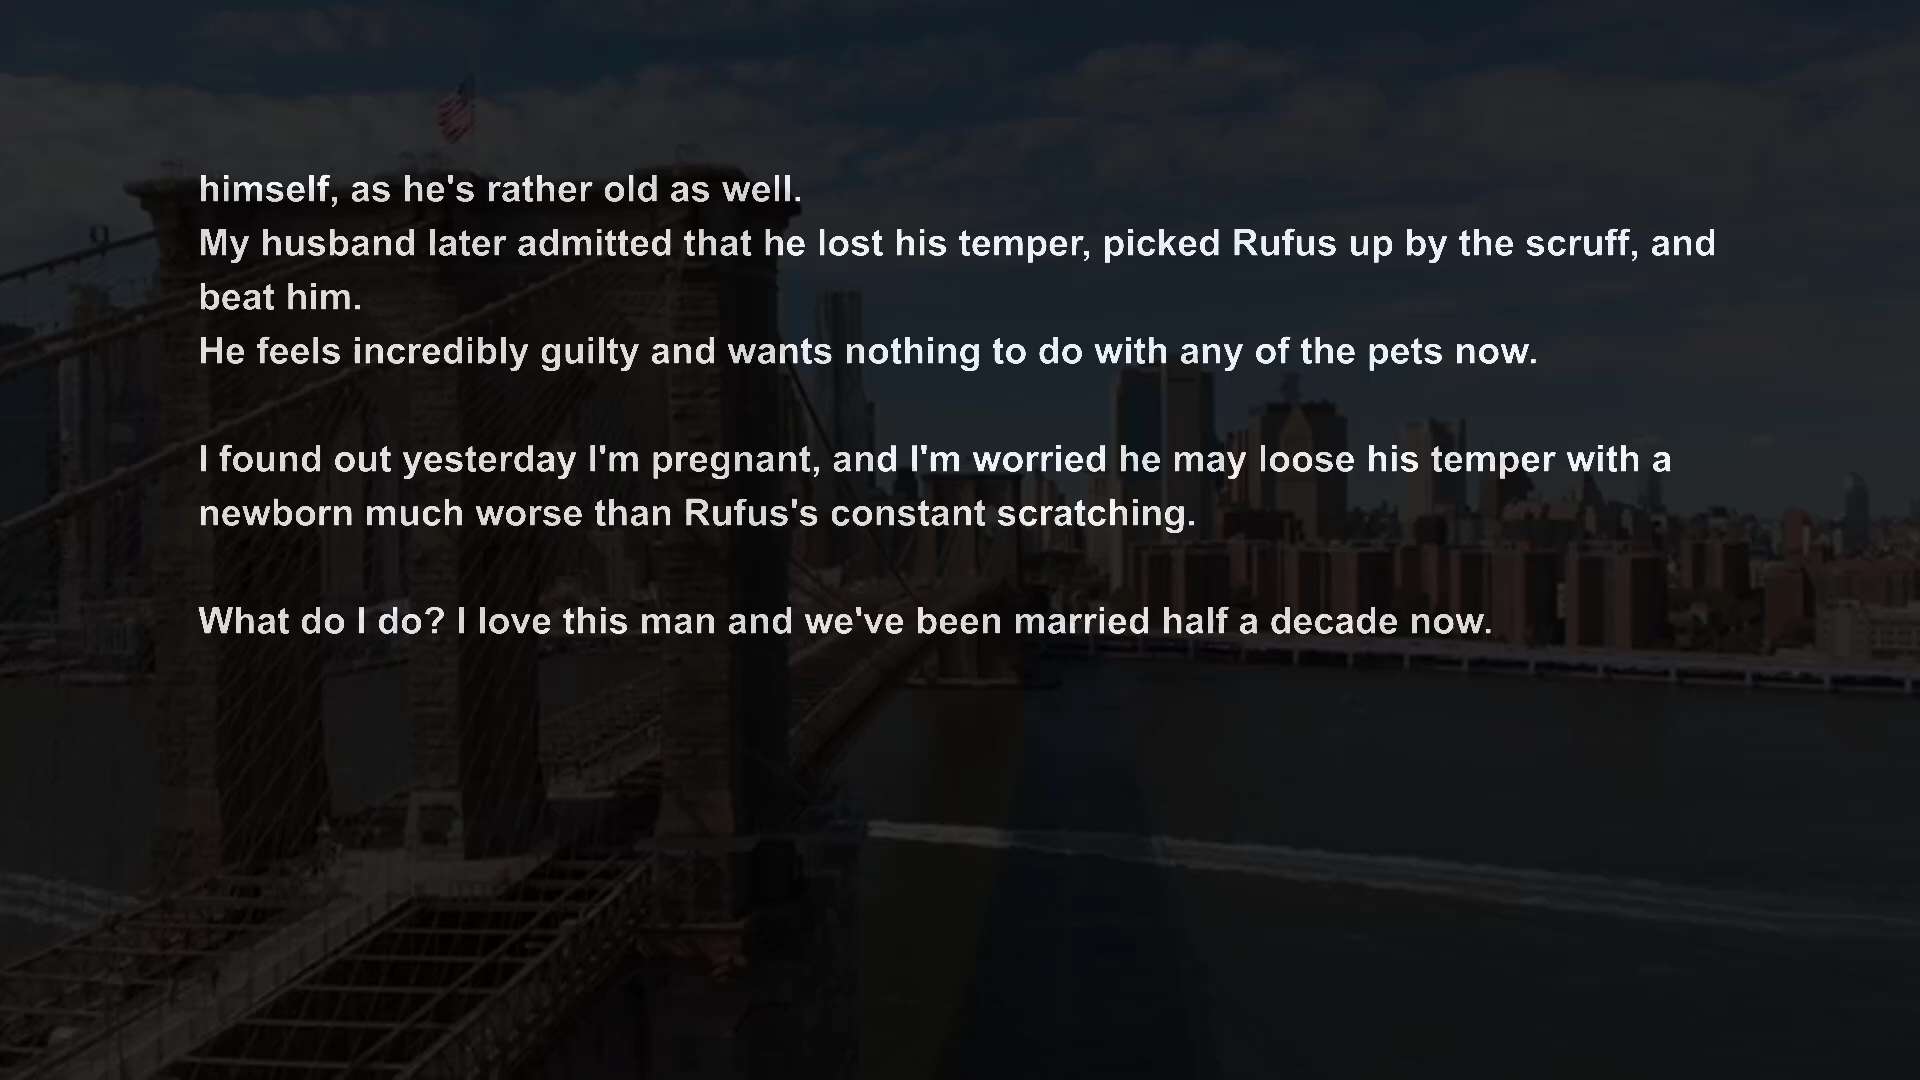 himself, as he's rather old as well.
My husband later admitted that he lost his temper, picked Rufus up by the scruff, and
beat him.
He feels incredibly guilty and wants nothing to do with any of the pets now.
I found out yesterday I'm pregnant, and I'm worried he may loose his temper with a
newborn much worse than Rufus's constant scratching.
What do I do? I love this man and we've been married half a decade now.